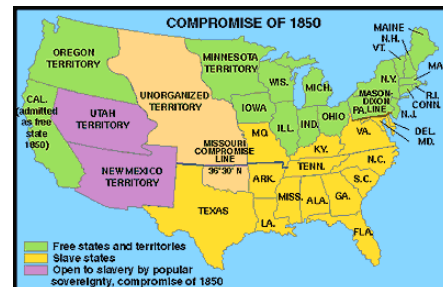 COMPROMISE OF 1850
OREGON
TERRITORY
MINNESOTA
TERRITORY
UNORGANIZED
TERRITORY
CAL.
(admitted
as free
state
1850)
UTAH
TERRITORY
NEW MEXICO
TERRITORY
MISSOURI
COMPROMISE
LINE
36°30' N
TEXAS
WIS.
MICH.
IOWA
ILL.
IND.
OHIO
PA.
N.Y.
MASON-
DIXON
LINE
MAINE
N.H.
VT.
MA
R.I.
CONN.
N.J.
DEL.
MD.
VA.
MO.
KY.
TENN.
N.C.
S.C.
ARK.
MISS.
ALA.
GA.
LA.
FLA.
Free states and territories
Slave states
Open to slavery by popular
sovereignty, compromise of 1850